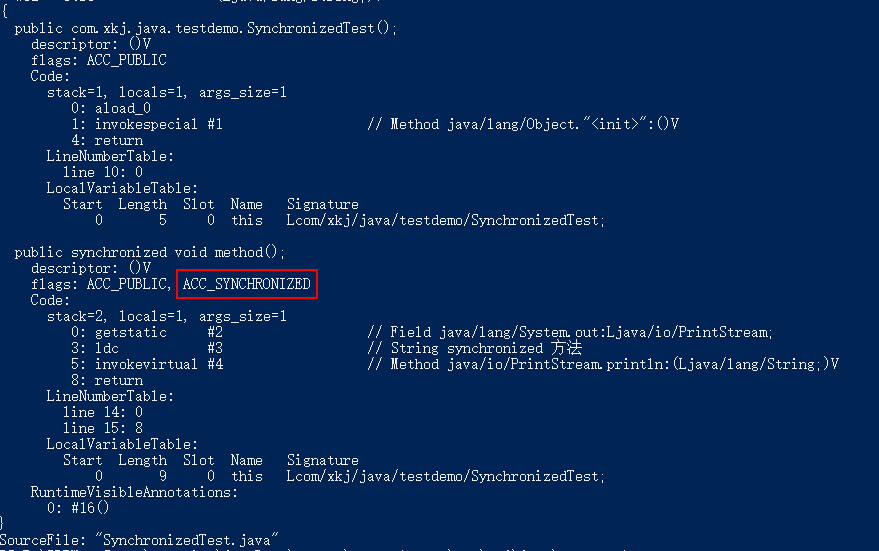 {
  public com.xkj.java.testdemo.SynchronizedTest();
    descriptor: ()V
    flags: ACC_PUBLIC
    Code:
      stack=1, locals=1, args_size=1
         0: aload_0
         1: invokespecial #1                  // Method java/lang/Object."<init>":()V
         4: return
      LineNumberTable:
        line 10: 0
      LocalVariableTable:
        Start  Length  Slot  Name   Signature
            0       5     0  this   Lcom/xkj/java/testdemo/SynchronizedTest;

  public synchronized void method();
    descriptor: ()V
    flags: ACC_PUBLIC, ACC_SYNCHRONIZED
    Code:
      stack=2, locals=1, args_size=1
         0: getstatic     #2                  // Field java/lang/System.out:Ljava/io/PrintStream;
         3: ldc           #3                  // String synchronized 方法
         5: invokevirtual #4                  // Method java/io/PrintStream.println:(Ljava/lang/String;)V
         8: return
      LineNumberTable:
        line 14: 0
        line 15: 8
      LocalVariableTable:
        Start  Length  Slot  Name   Signature
            0       9     0  this   Lcom/xkj/java/testdemo/SynchronizedTest;
    RuntimeVisibleAnnotations:
      0: #16()
}
SourceFile: "SynchronizedTest.java"